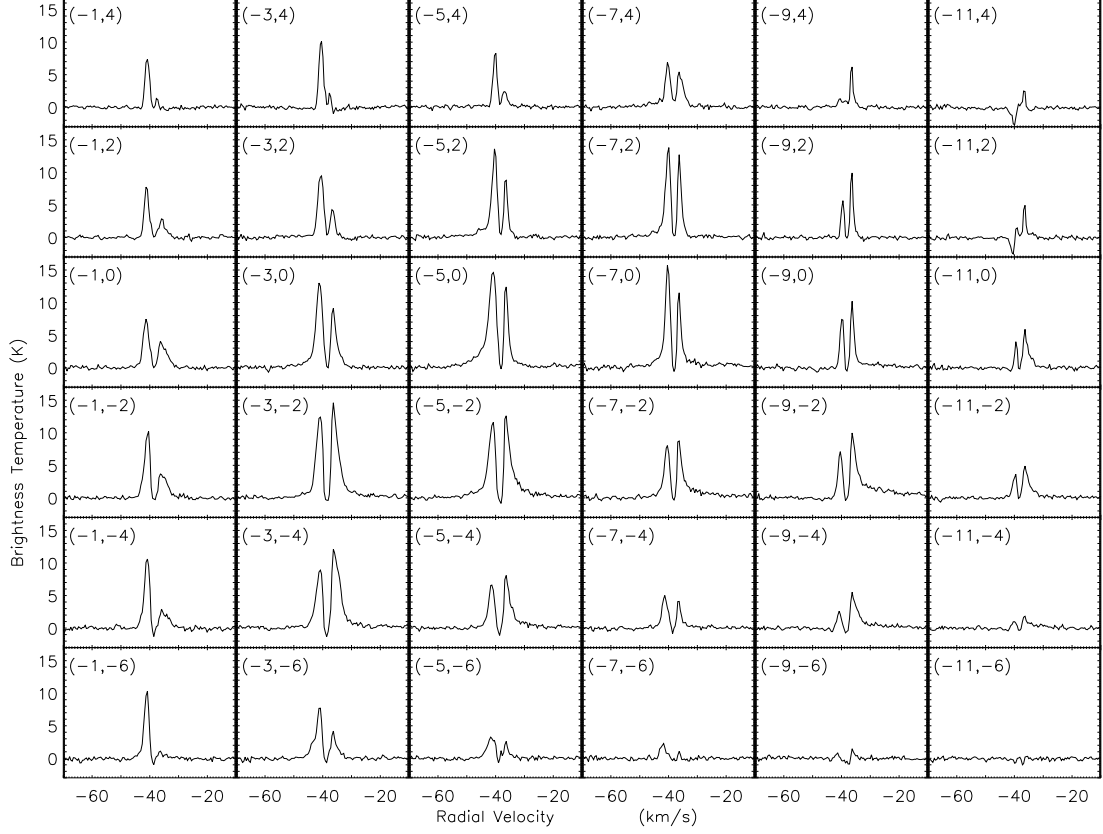 15 (−1,4) (−3,4) (−5,4) (−7,4) (−9,4) (−11,4)
10
5
0
15 (−1,2) (−3,2) (−5,2) (−7,2) (−9,2) (−11,2)
10
5
0
15 (−1,0) (−3,0) (−5,0) (−7,0) (−9,0) (−11,0)
10
5
0
Brightness Temperature (K)
15 (−1,−2) (−3,−2) (−5,−2) (−7,−2) (−9,−2) (−11,−2)
10
5
0
15 (−1,−4) (−3,−4) (−5,−4) (−7,−4) (−9,−4) (−11,−4)
10
5
0
15 (−1,−6) (−3,−6) (−5,−6) (−7,−6) (−9,−6) (−11,−6)
10
5
0
−60 −40 −20 −60 −40 −20 −60 −40 −20 −60 −40 −20 −60 −40 −20 −60 −40 −20
Radial Velocity (km/s)